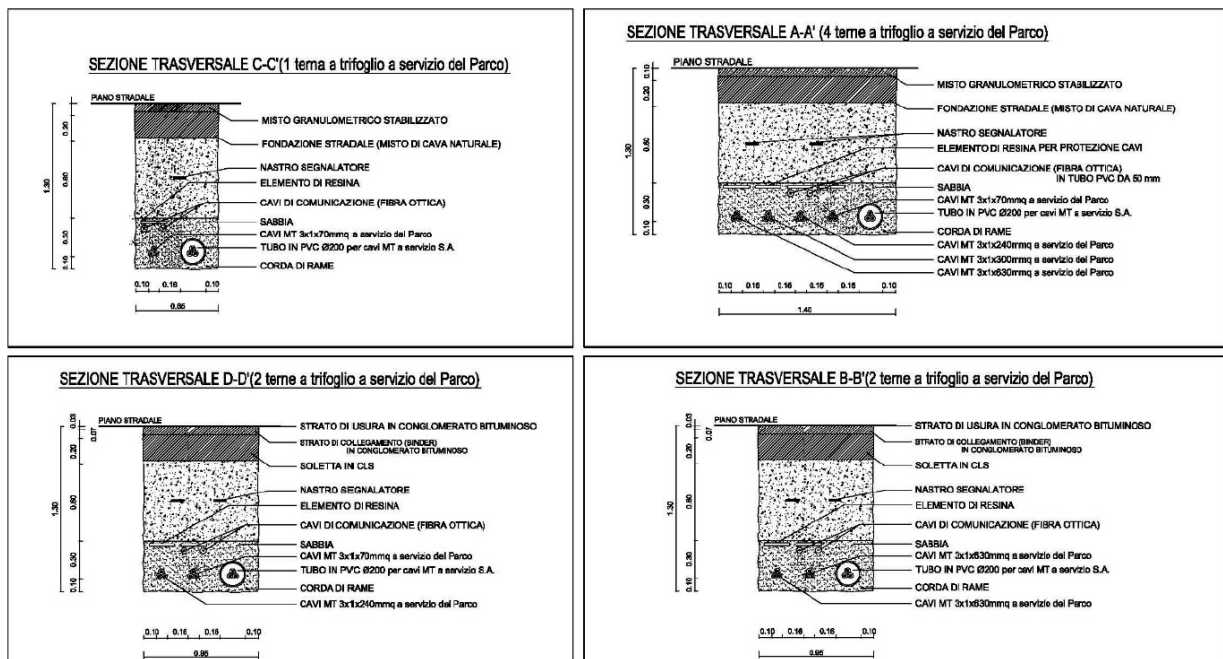 SEZIONE TRASVERSALE C-C'(1 terna a trifoglio a servizio del Parco)
PIANO STRADALE
MISTO GRANULOMETRICO STABILIZZATO
FONDAZIONE STRADALE (MISTO DI CAVA NATURALE)
NASTRO SEGNALATORE
ELEMENTO DI RESINA
CAVI DI COMUNICAZIONE (FIBRA OTTICA)
SABBIA
CAVI MT 3x1x70mmq a servizio del Parco
TUBO IN PVC Ø200 per cavi MT a servizio S.A.
CORDA DI RAME
1.30
0.20
0.30
0.10
0.10 0.16 0.10
SEZIONE TRASVERSALE A-A' (4 terne a trifoglio a servizio del Parco)
PIANO STRADALE
MISTO GRANULOMETRICO STABILIZZATO
FONDAZIONE STRADALE (MISTO DI CAVA NATURALE)
NASTRO SEGNALATORE
ELEMENTO DI RESINA PER PROTEZIONE CAVI
CAVI DI COMUNICAZIONE (FIBRA OTTICA)
IN TUBO PVC DA 50 mm
SABBIA
CAVI MT 3x1x70mmq a servizio del Parco
TUBO IN PVC Ø200 per cavi MT a servizio S.A.
CORDA DI RAME
CAVI MT 3x1x240mmq a servizio del Parco
CAVI MT 3x1x300mmq a servizio del Parco
CAVI MT 3x1x630mmq a servizio del Parco
0.10
0.20
1.30
0.30
0.10
0.10 0.16 0.16 0.16 0.16 0.10
SEZIONE TRASVERSALE D-D'(2 terne a trifoglio a servizio del Parco)
PIANO STRADALE
STRATO DI USURA IN CONGLOMERATO BITUMINOSO
STRATO DI COLLEGAMENTO (BINDER)
IN CONGLOMERATO BITUMINOSO
SOLETTA IN CLS
NASTRO SEGNALATORE
ELEMENTO DI RESINA
CAVI DI COMUNICAZIONE (FIBRA OTTICA)
SABBIA
CAVI MT 3x1x70mmq a servizio del Parco
TUBO IN PVC Ø200 per cavi MT a servizio S.A.
CORDA DI RAME
CAVI MT 3x1x240mmq a servizio del Parco
0.03
0.07
0.20
1.30
0.30
0.10
0.10 0.16 0.16 0.10
0.95
SEZIONE TRASVERSALE B-B'(2 terne a trifoglio a servizio del Parco)
PIANO STRADALE
STRATO DI USURA IN CONGLOMERATO BITUMINOSO
STRATO DI COLLEGAMENTO (BINDER)
IN CONGLOMERATO BITUMINOSO
SOLETTA IN CLS
NASTRO SEGNALATORE
ELEMENTO DI RESINA
CAVI DI COMUNICAZIONE (FIBRA OTTICA)
SABBIA
CAVI MT 3x1x630mmq a servizio del Parco
TUBO IN PVC Ø200 per cavi MT a servizio S.A.
CORDA DI RAME
CAVI MT 3x1x630mmq a servizio del Parco
0.03
0.07
0.20
1.30
0.30
0.10
0.10 0.16 0.16 0.10
0.95